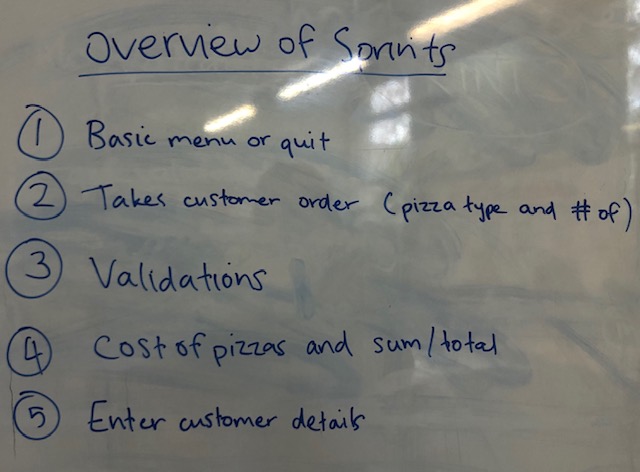 Overview of Sprints
1 Basic menu or quit
2 Takes customer order (pizza type and # of)
3 Validations
4 Cost of pizzas and sum/total
5 Enter customer details